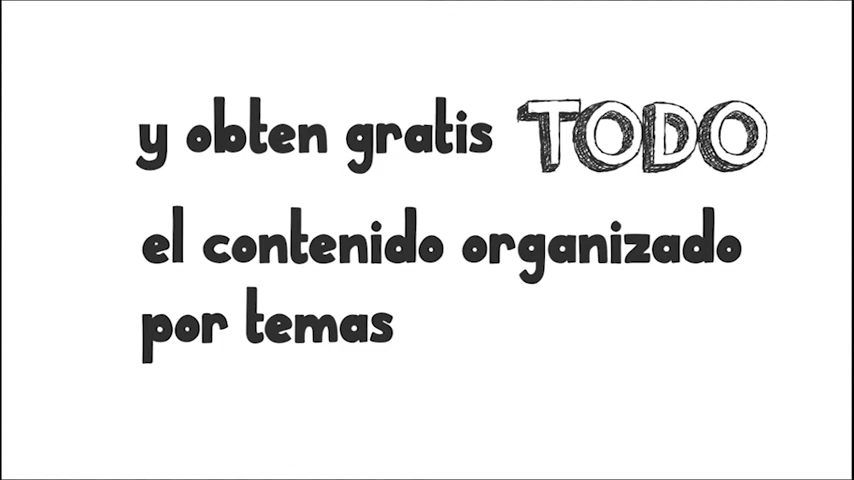 y obten gratis TODO
el contenido organizado
por temas